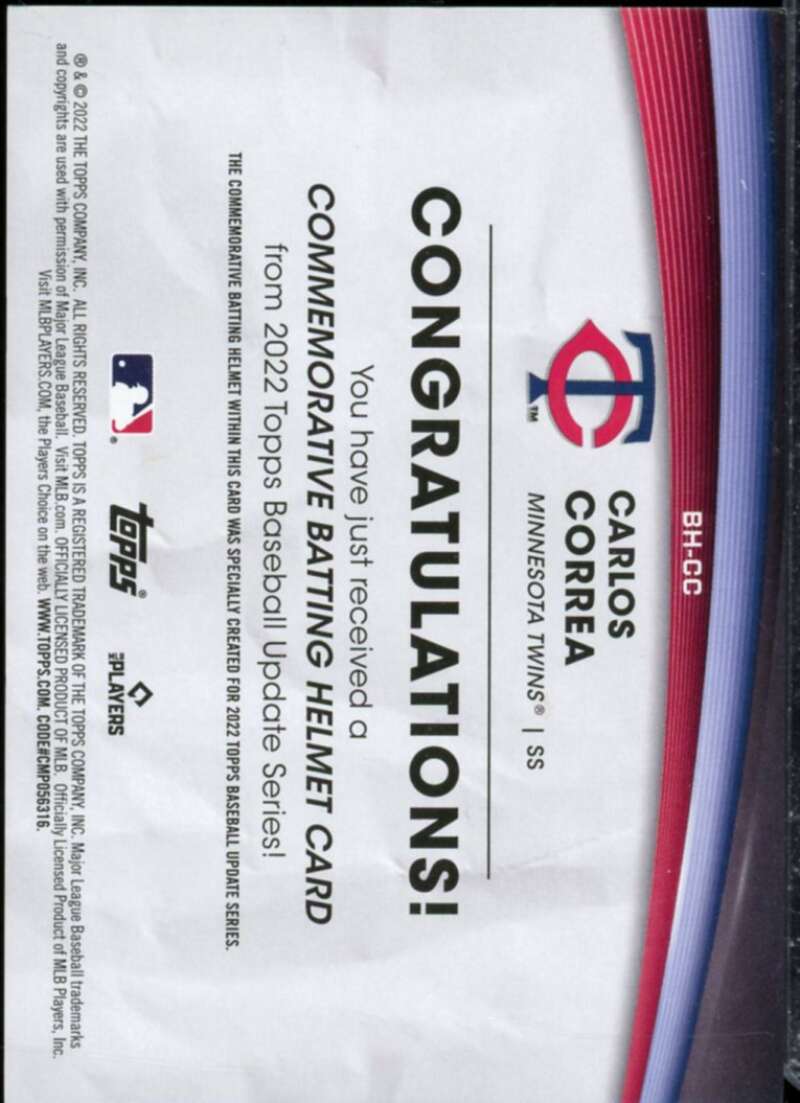 BH-CC
TC™
CARLOS
CORREA
MINNESOTA TWINS® | SS
CONGRATULATIONS!
You have just received a
COMMEMORATIVE BATTING HELMET CARD
from 2022 Topps Baseball Update Series!
THE COMMEMORATIVE BATTING HELMET WITHIN THIS CARD WAS SPECIALLY CREATED FOR 2022 TOPPS BASEBALL UPDATE SERIES.
® topps® MLB PLAYERS
® & © 2022 THE TOPPS COMPANY, INC. ALL RIGHTS RESERVED. TOPPS IS A REGISTERED TRADEMARK OF THE TOPPS COMPANY, INC. Major League Baseball trademarks
and copyrights are used with permission of Major League Baseball. Visit MLB.com. OFFICIALLY LICENSED PRODUCT OF MLB. Officially Licensed Product of MLB Players, Inc.
Visit MLBPLAYERS.COM, the Players Choice on the web. WWW.TOPPS.COM. CODE#CMP056316.